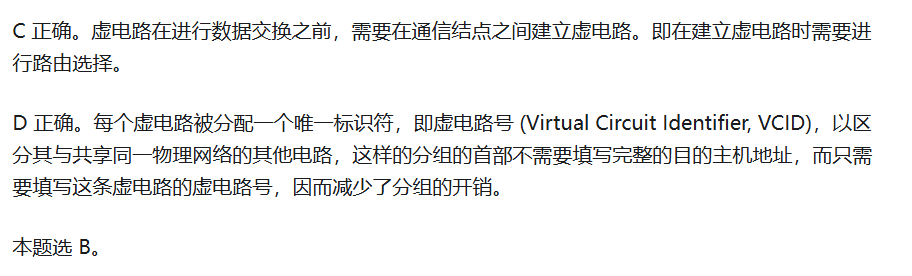 C 正确。虚电路在进行数据交换之前，需要在通信结点之间建立虚电路。即在建立虚电路时需要进
行路由选择。
D 正确。每个虚电路被分配一个唯一标识符，即虚电路号 (Virtual Circuit Identifier, VCID)，以区
分其与共享同一物理网络的其他电路，这样的分组的首部不需要填写完整的目的主机地址，而只需
要填写这条虚电路的虚电路号，因而减少了分组的开销。
本题选 B。